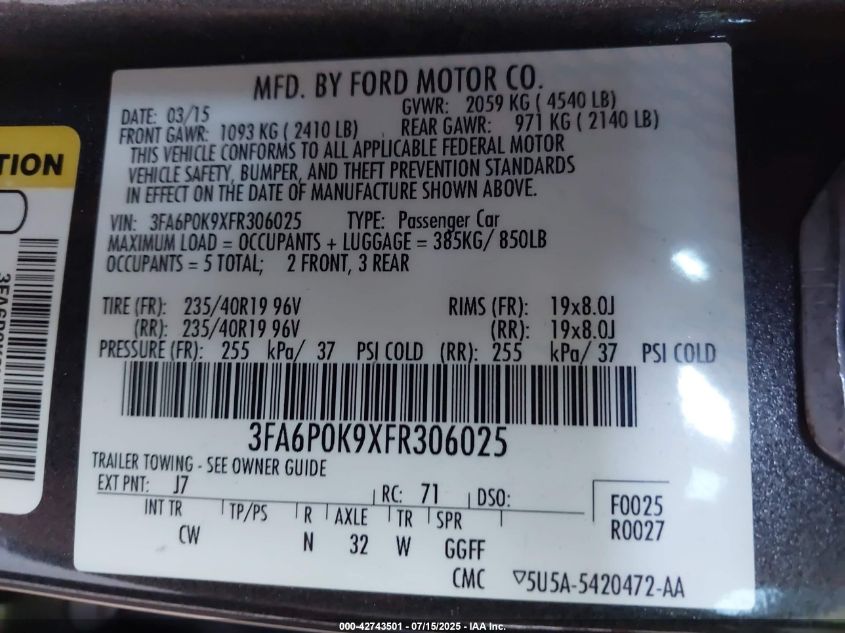 MFD. BY FORD MOTOR CO.
DATE: 03/15 GVWR: 2059 KG ( 4540 LB)
FRONT GAWR: 1093 KG ( 2410 LB) REAR GAWR: 971 KG ( 2140 LB)
THIS VEHICLE CONFORMS TO ALL APPLICABLE FEDERAL MOTOR
VEHICLE SAFETY, BUMPER, AND THEFT PREVENTION STANDARDS
IN EFFECT ON THE DATE OF MANUFACTURE SHOWN ABOVE.
VIN: 3FA6P0K9XFR306025 TYPE: Passenger Car
MAXIMUM LOAD = OCCUPANTS + LUGGAGE = 385KG/ 850LB
OCCUPANTS = 5 TOTAL; 2 FRONT, 3 REAR
TIRE (FR): 235/40R19 96V RIMS (FR): 19x8.0J
(RR): 235/40R19 96V (RR): 19x8.0J
PRESSURE (FR): 255 kPa/ 37 PSI COLD (RR): 255 kPa/ 37 PSI COLD
3FA6P0K9XFR306025
TRAILER TOWING - SEE OWNER GUIDE
EXT PNT: J7 RC: 71 DSO:
INT TR TP/PS R AXLE TR SPR
CW N 32 W GGFF
F0025
R0027
CMC ▽5U5A-5420472-AA
TION
000-42743501 - 07/15/2025 - IAA Inc.